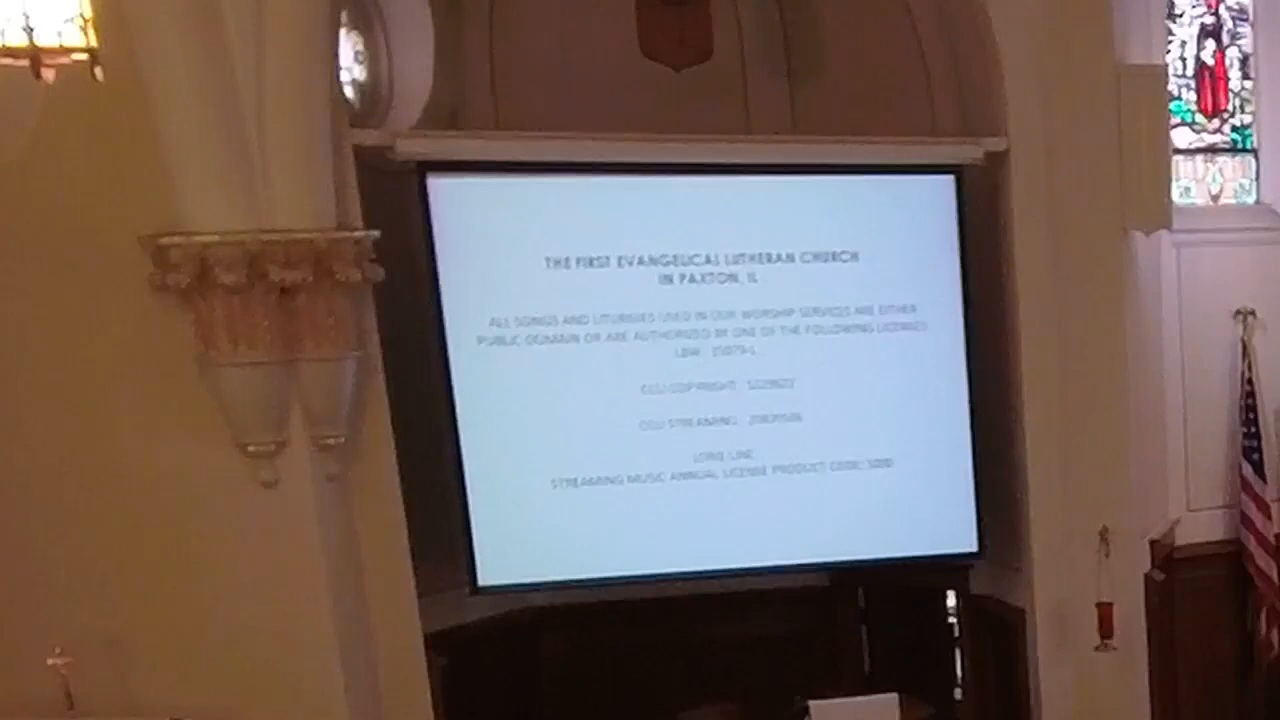 THE FIRST EVANGELICAL LUTHERAN CHURCH
IN PAXTON, IL
ALL SONGS AND LITURGIES USED IN OUR WORSHIP SERVICES ARE EITHER
PUBLIC DOMAIN OR ARE AUTHORIZED BY ONE OF THE FOLLOWING LICENSES
CCLI COPYRIGHT:
CCLI STREAMING:
LORIE LINE:
STREAMING MUSIC ANNUAL LICENSE PRODUCT CODE: